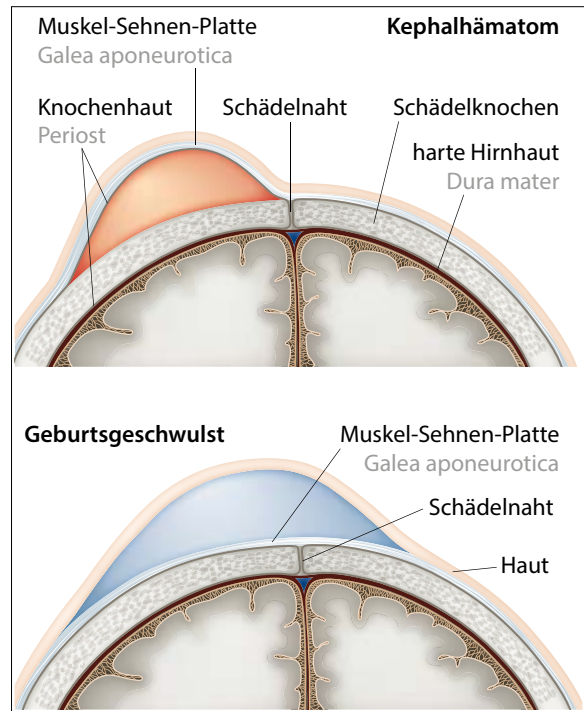 Muskel-Sehnen-Platte
Galea aponeurotica
Kephalhämatom
Knochenhaut
Periost
Schädelnaht
Schädelknochen
harte Hirnhaut
Dura mater
Geburtsgeschwulst
Muskel-Sehnen-Platte
Galea aponeurotica
Schädelnaht
Haut